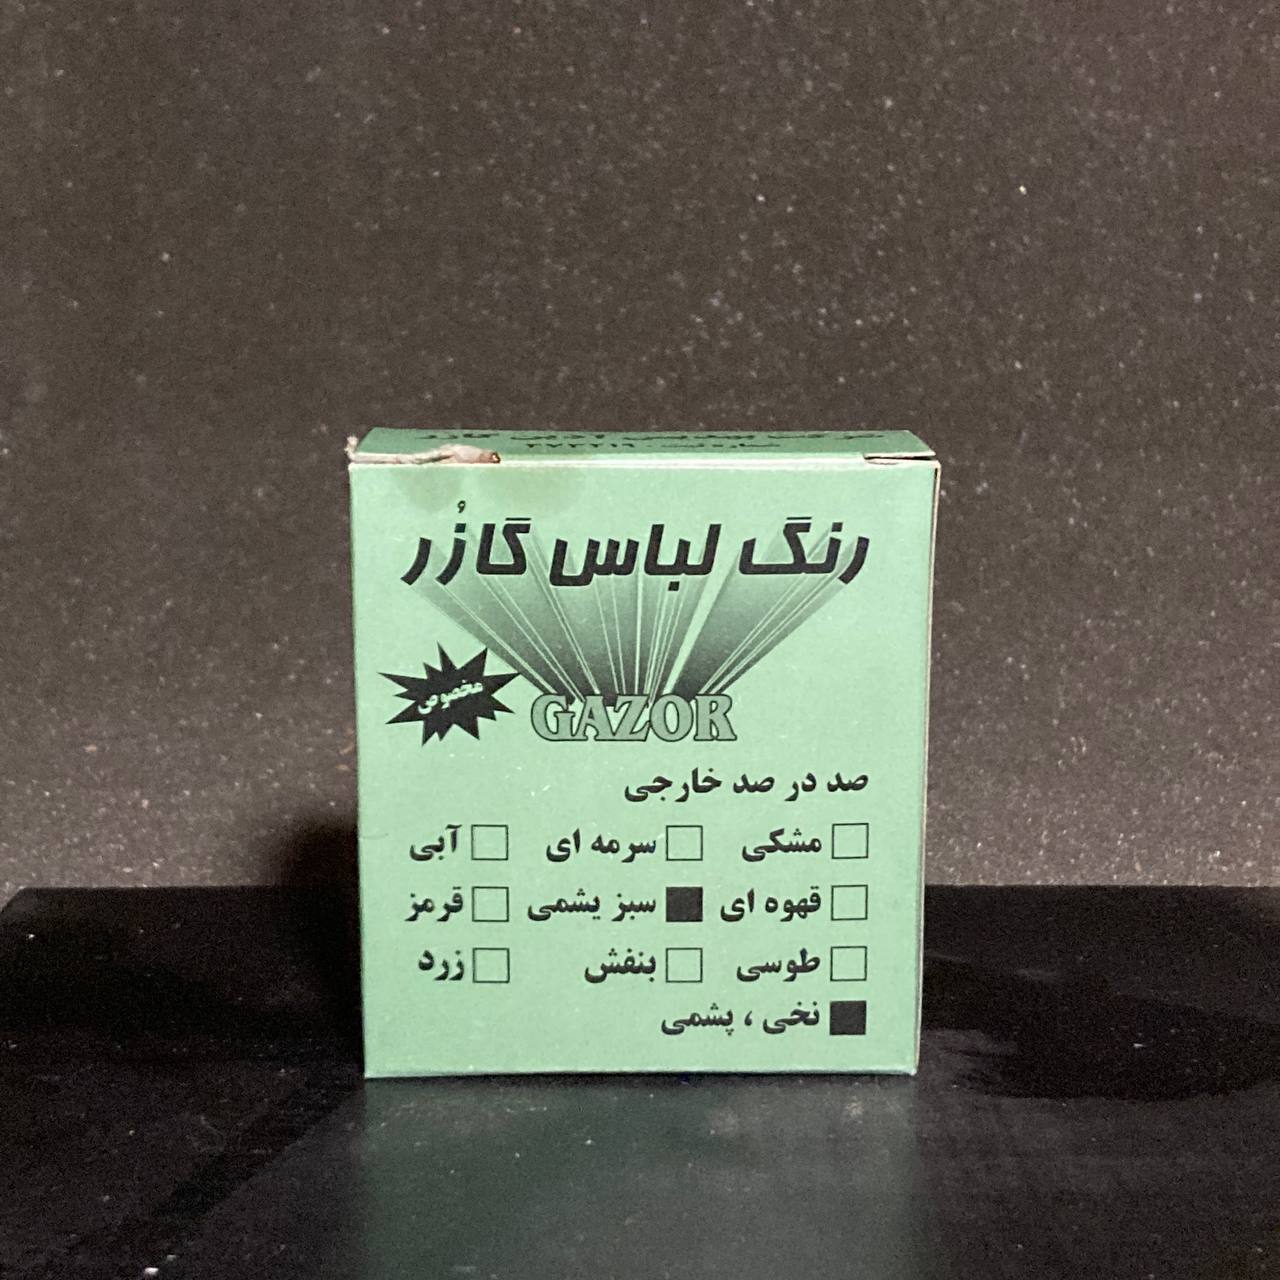 رنگ لباس گازُر
مخصوص
GAZOR
صد در صد خارجی
مشکی سرمه ای آبی
قهوه ای سبز یشمی قرمز
طوسی بنفش زرد
نخی ، پشمی